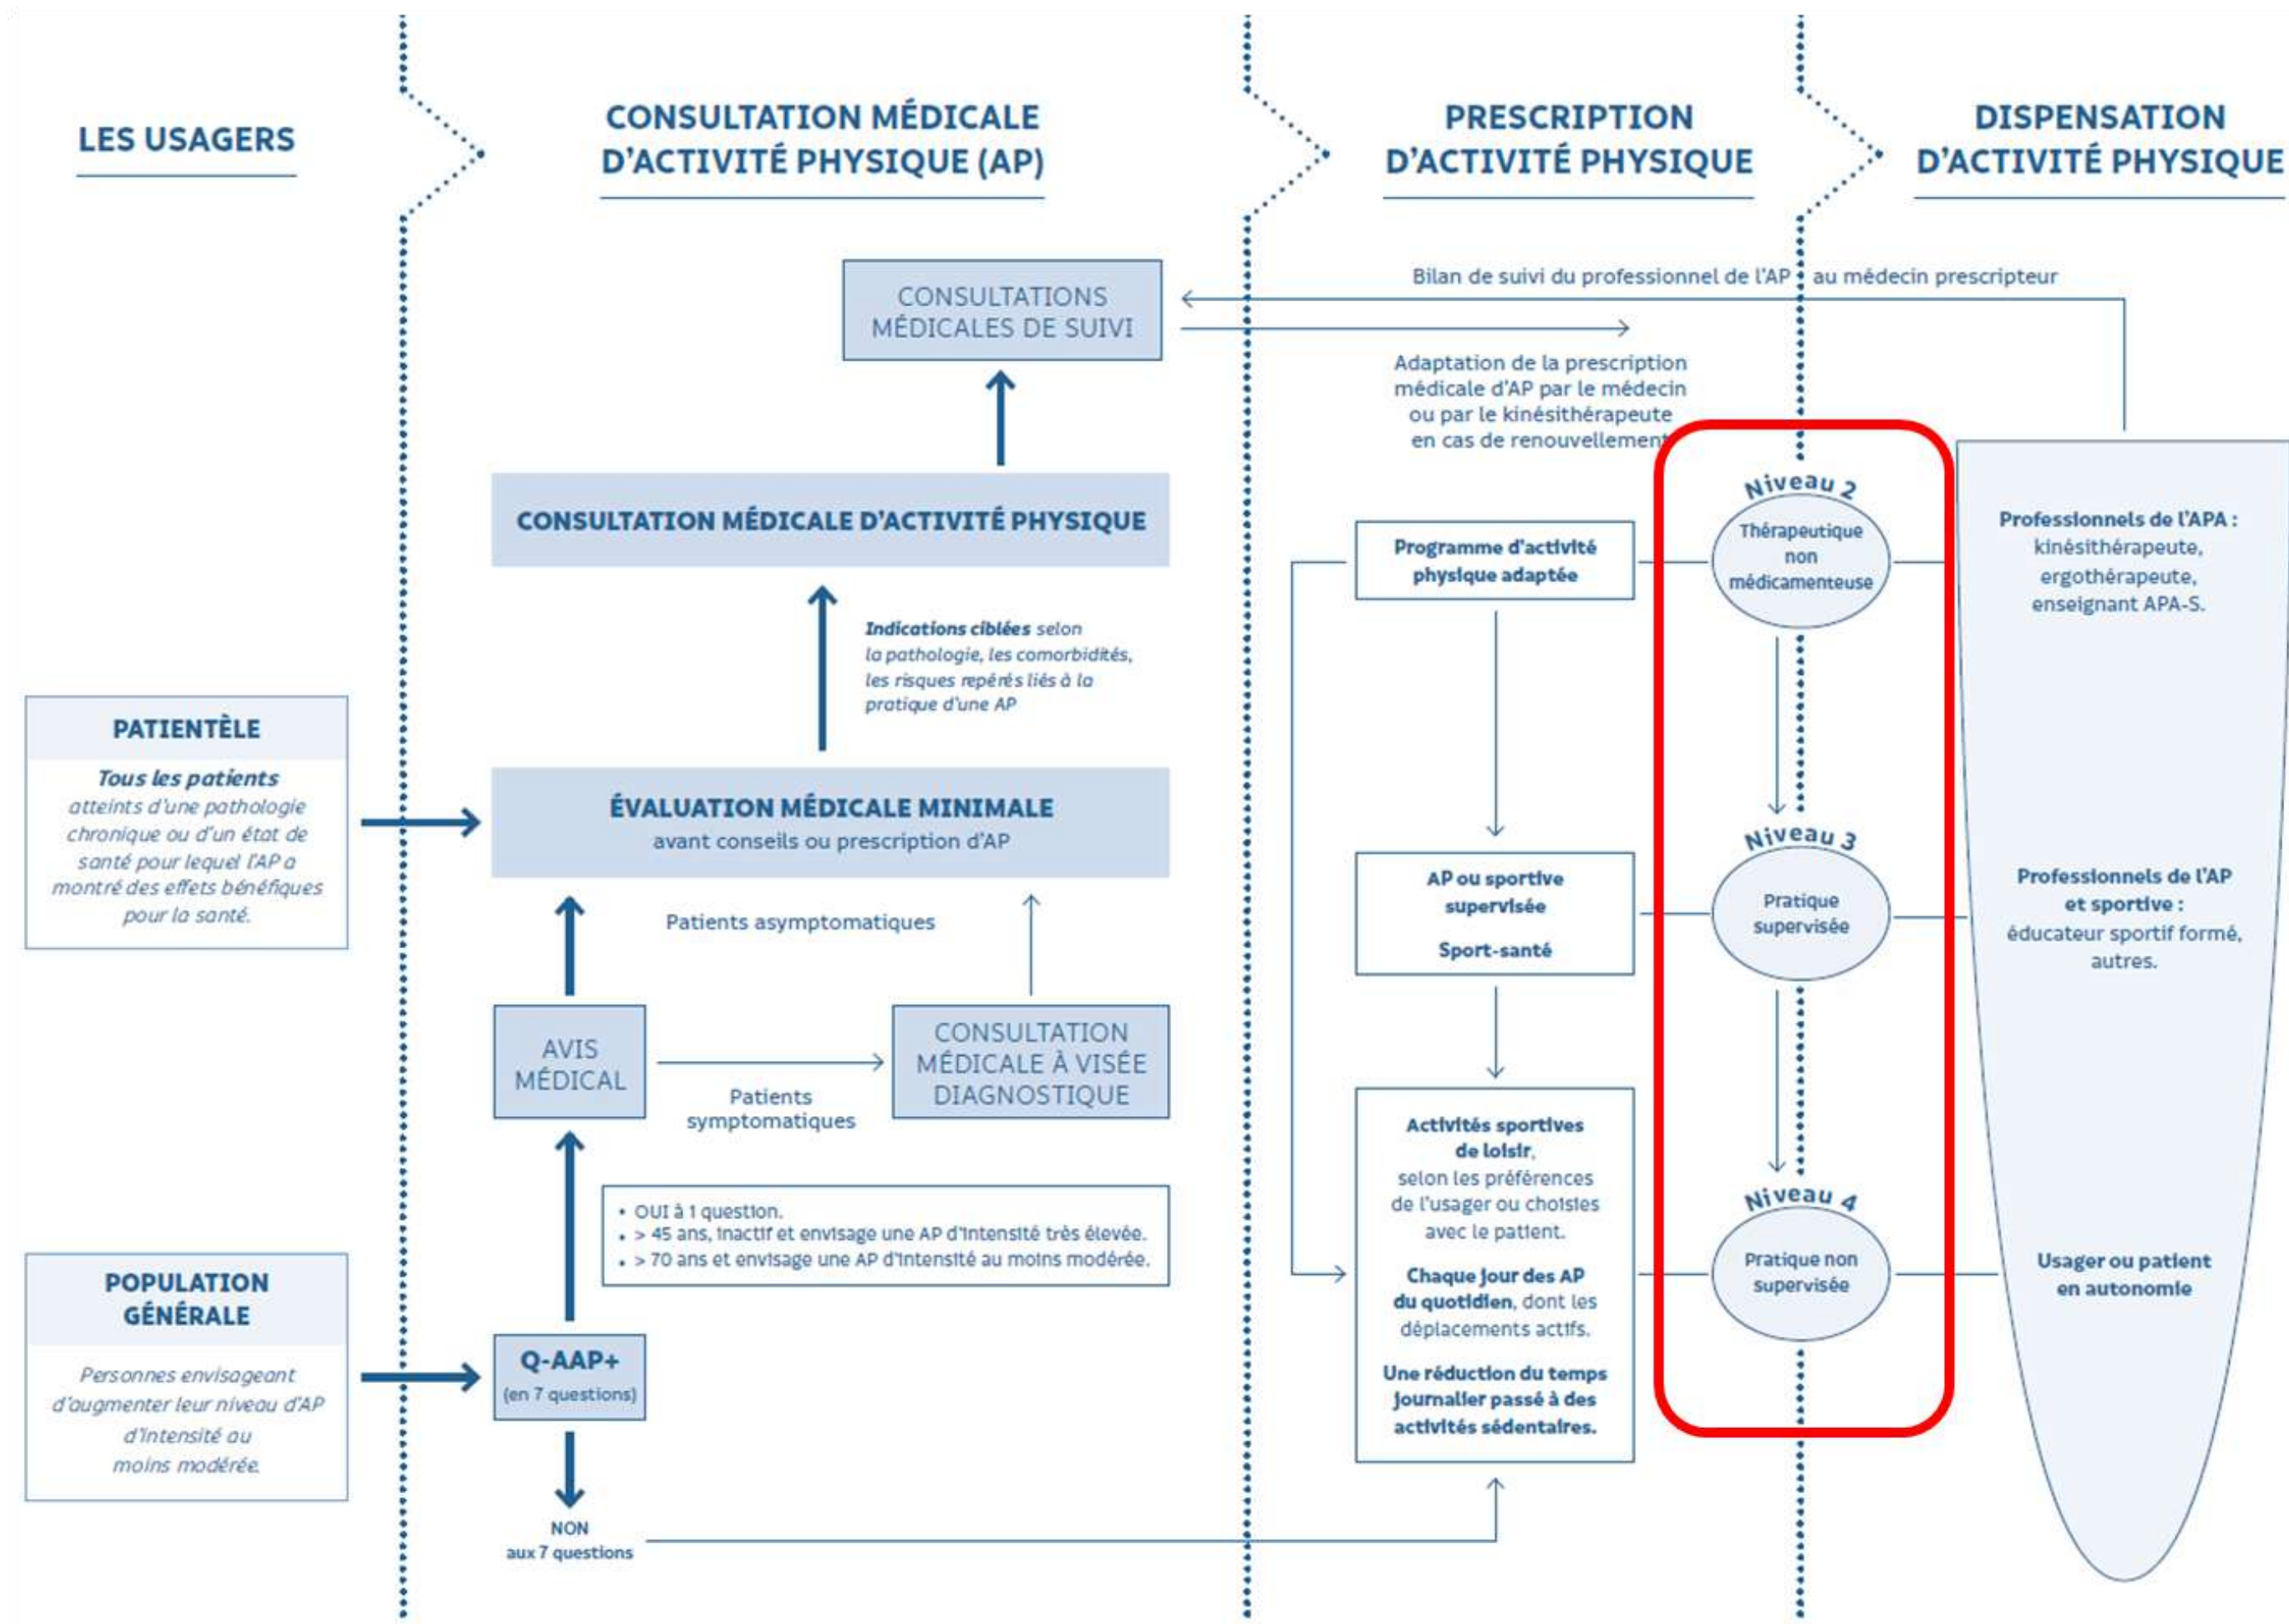 LES USAGERS
CONSULTATION MÉDICALE
D'ACTIVITÉ PHYSIQUE (AP)
PRESCRIPTION
D'ACTIVITÉ PHYSIQUE
DISPENSATION
D'ACTIVITÉ PHYSIQUE
PATIENTÈLE
Tous les patients
atteints d'une pathologie
chronique ou d'un état de
santé pour lequel l'AP a
montré des effets bénéfiques
pour la santé.
POPULATION
GÉNÉRALE
Personnes envisageant
d'augmenter leur niveau d'AP
d'intensité au
moins modérée.
CONSULTATIONS
MÉDICALES DE SUIVI
CONSULTATION MÉDICALE D'ACTIVITÉ PHYSIQUE
Indications ciblées selon
la pathologie, les comorbidités,
les risques repérés liés à la
pratique d'une AP
ÉVALUATION MÉDICALE MINIMALE
avant conseils ou prescription d'AP
Patients asymptomatiques
AVIS
MÉDICAL
Patients
symptomatiques
CONSULTATION
MÉDICALE À VISÉE
DIAGNOSTIQUE
• OUI à 1 question.
• > 45 ans, inactif et envisage une AP d'intensité très élevée.
• > 70 ans et envisage une AP d'intensité au moins modérée.
Q-AAP+
(en 7 questions)
NON
aux 7 questions
Bilan de suivi du professionnel de l'AP au médecin prescripteur
Adaptation de la prescription
médicale d'AP par le médecin
ou par le kinésithérapeute
en cas de renouvellement
Programme d'activité
physique adaptée
AP ou sportive
supervisée
Sport-santé
Activités sportives
de loisir,
selon les préférences
de l'usager ou choisies
avec le patient.
Chaque jour des AP
du quotidien, dont les
déplacements actifs.
Une réduction du temps
journalier passé à des
activités sédentaires.
Niveau 2
Thérapeutique
non
médicamenteuse
Niveau 3
Pratique
supervisée
Niveau 4
Pratique non
supervisée
Professionnels de l'APA :
kinésithérapeute,
ergothérapeute,
enseignant APA-S.
Professionnels de l'AP
et sportive :
éducateur sportif formé,
autres.
Usager ou patient
en autonomie